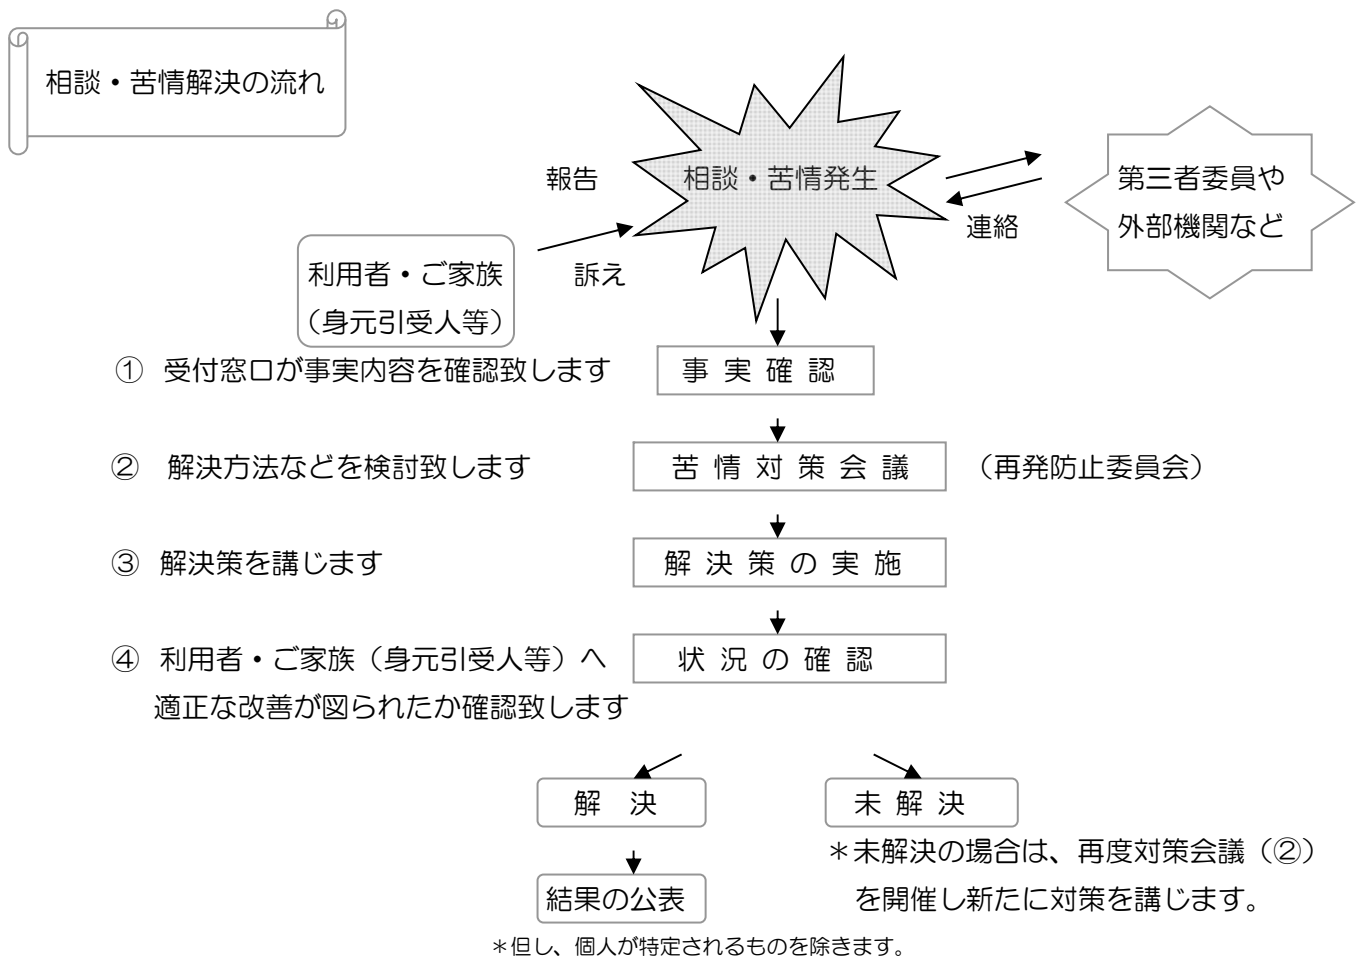 相談・苦情解決の流れ
報告
相談・苦情発生
第三者委員や
外部機関など
連絡
訴え
利用者・ご家族
(身元引受人等)
① 受付窓口が事実内容を確認致します
事 実 確 認
② 解決方法などを検討致します
苦 情 対 策 会 議
(再発防止委員会)
③ 解決策を講じます
解 決 策 の 実 施
④ 利用者・ご家族(身元引受人等)へ
状 況 の 確 認
適正な改善が図られたか確認致します
解 決
未 解 決
*未解決の場合は、再度対策会議(②)
を開催し新たに対策を講じます。
結果の公表
*但し、個人が特定されるものを除きます。